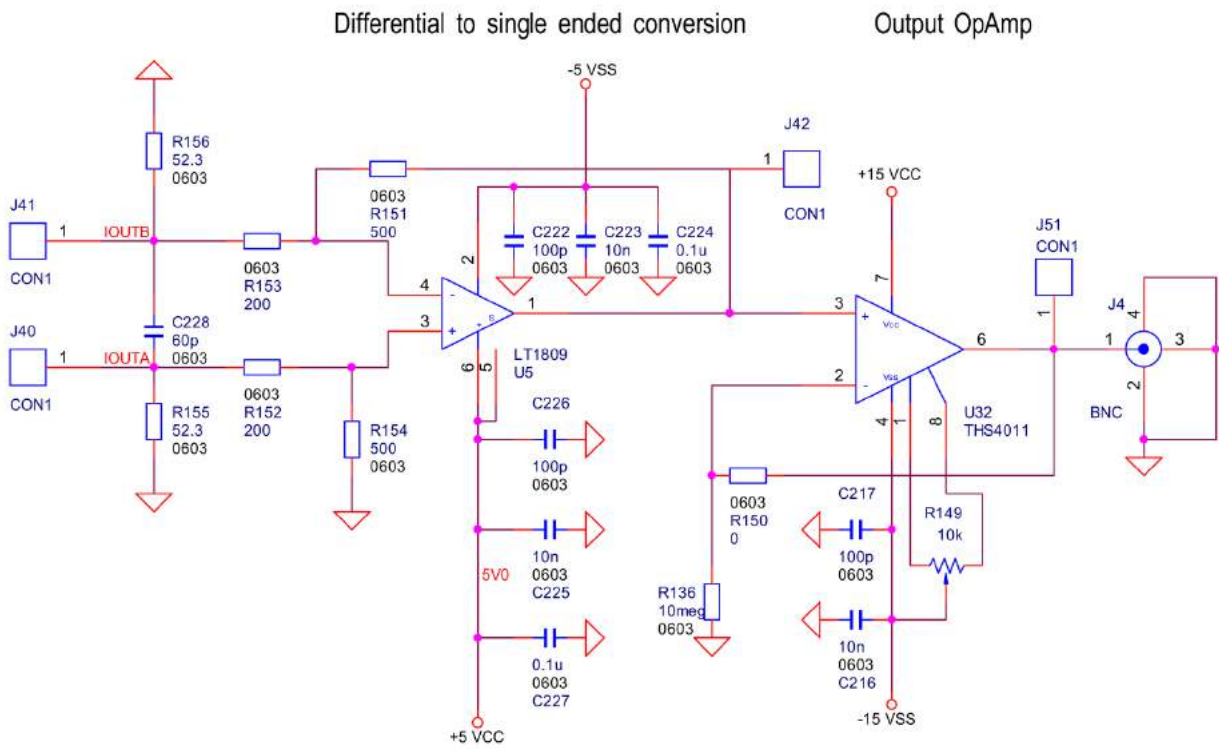 Differential to single ended conversion
Output OpAmp
-5 VSS
R156
52.3
0603
J42
1
CON1
+15 VCC
0603
R151
500
J41
1
IOUTB
CON1
0603
R153
200
2
C222
100p
0603
C223
10n
0603
C224
0.1u
0603
7
J51
CON1
1
4
-
3
+
S
+
1
6
5
LT1809
U5
3
+
Vcc
2
-
Vss
6
4
1
8
U32
THS4011
J4
4
1
3
2
BNC
C228
60p
0603
J40
1
IOUTA
CON1
0603
R152
200
R155
52.3
0603
R154
500
0603
C226
100p
0603
10n
0603
C225
5V0
0.1u
0603
C227
+5 VCC
0603
R150
0
R136
10meg
0603
C217
100p
0603
10n
0603
C216
R149
10k
-15 VSS